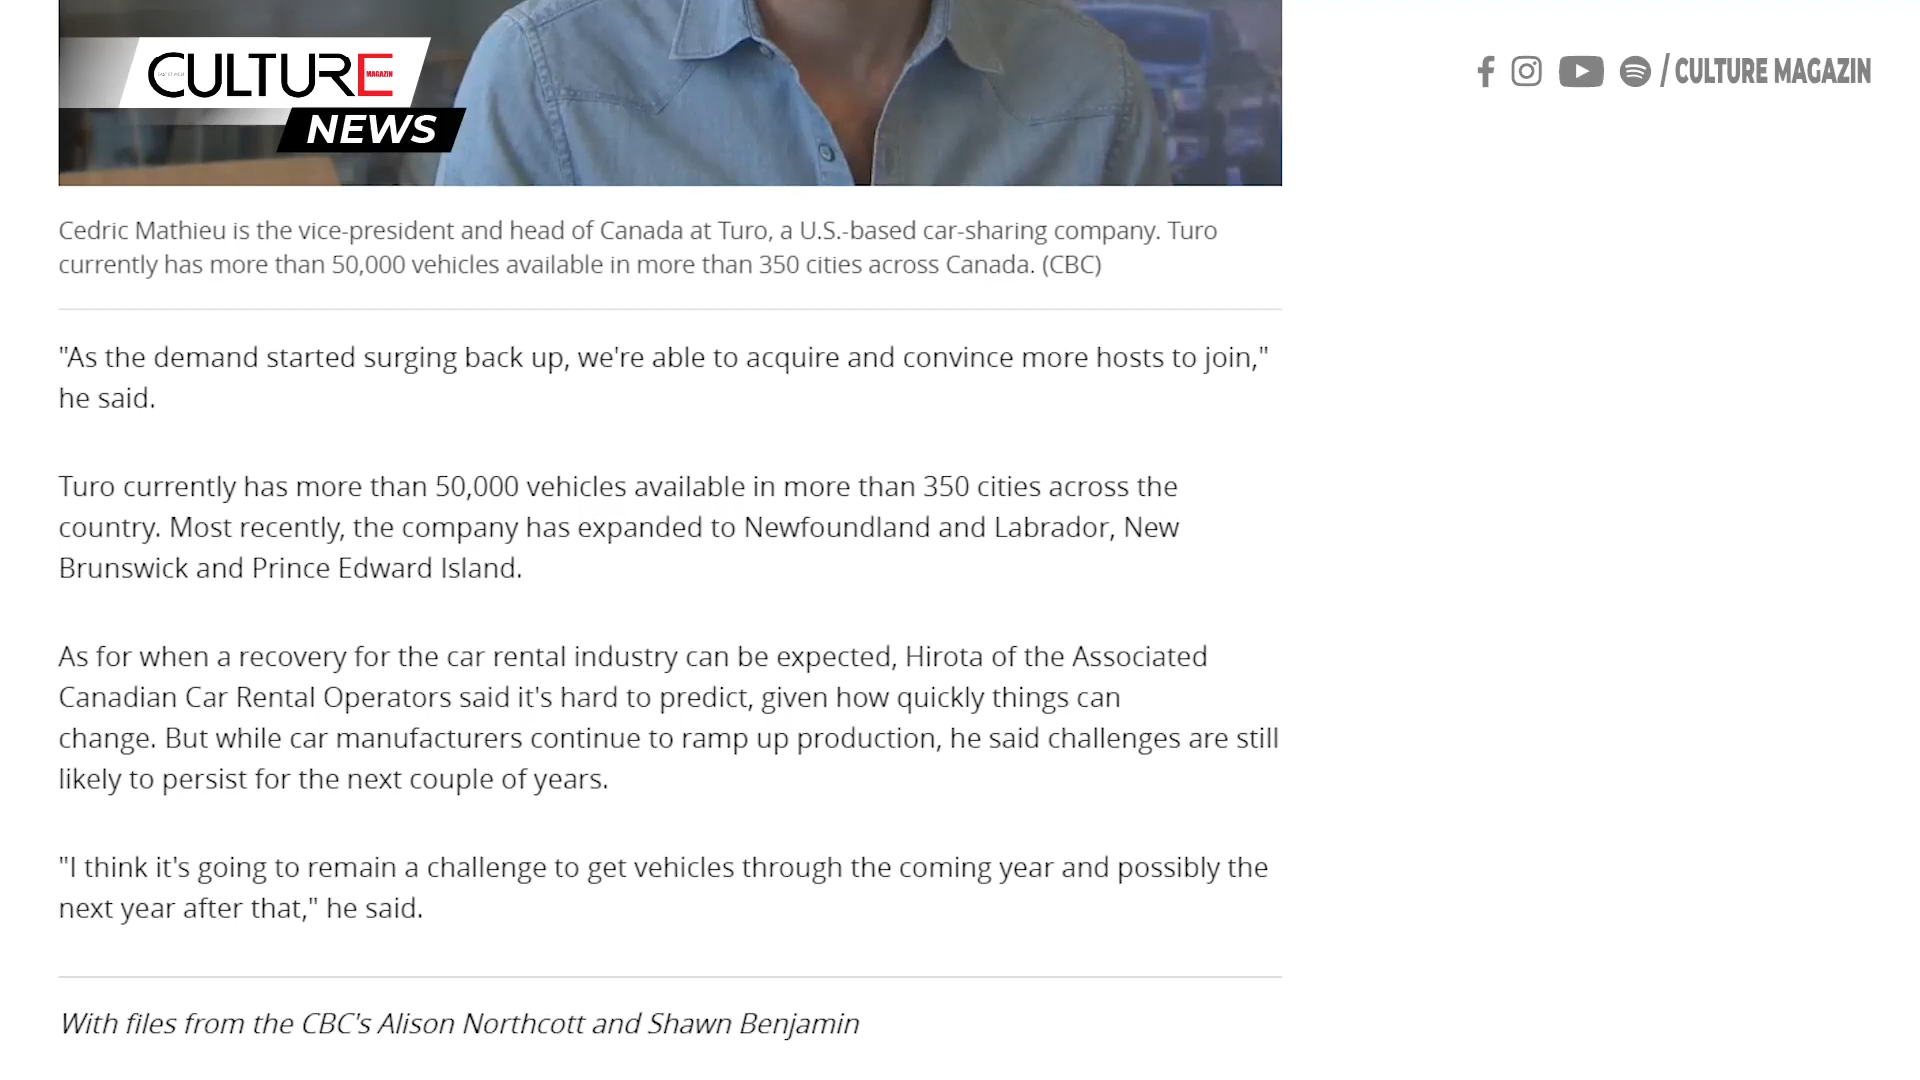 CULTURE
MAGAZIN
NEWS
/ CULTURE MAGAZIN
Cedric Mathieu is the vice-president and head of Canada at Turo, a U.S.-based car-sharing company. Turo
currently has more than 50,000 vehicles available in more than 350 cities across Canada. (CBC)
"As the demand started surging back up, we're able to acquire and convince more hosts to join,"
he said.
Turo currently has more than 50,000 vehicles available in more than 350 cities across the
country. Most recently, the company has expanded to Newfoundland and Labrador, New
Brunswick and Prince Edward Island.
As for when a recovery for the car rental industry can be expected, Hirota of the Associated
Canadian Car Rental Operators said it's hard to predict, given how quickly things can
change. But while car manufacturers continue to ramp up production, he said challenges are still
likely to persist for the next couple of years.
"I think it's going to remain a challenge to get vehicles through the coming year and possibly the
next year after that," he said.
With files from the CBC's Alison Northcott and Shawn Benjamin